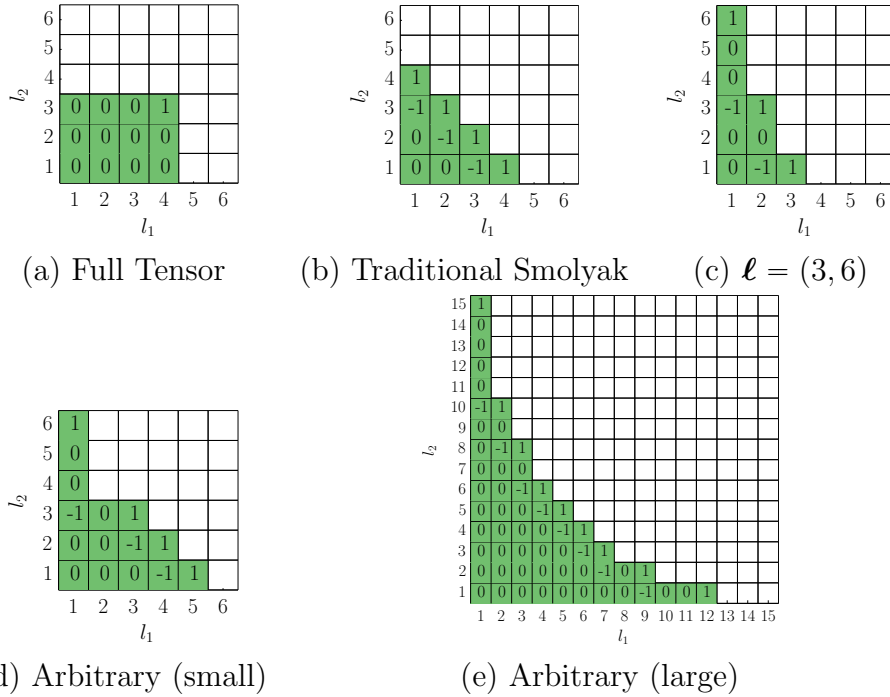 6
5
4
l₂
3 0 0 0 1
2 0 0 0 0
1 0 0 0 0
1 2 3 4 5 6
l₁
(a) Full Tensor
6
5
4 1
l₂
3 -1 1
2 0 -1 1
1 0 0 -1 1
1 2 3 4 5 6
l₁
(b) Traditional Smolyak
6 1
5 0
4 0
l₂
3 -1 1
2 0 0
1 0 -1 1
1 2 3 4 5 6
l₁
(c) ℓ = (3, 6)
6 1
5 0
4 0
l₂
3 -1 0 1
2 0 0 -1 1
1 0 0 0 -1 1
1 2 3 4 5 6
l₁
d) Arbitrary (small)
15 1
14 0
13 0
12 0
11 0
10 -1 1
9 0 0
8 0 -1 1
l₂
7 0 0 0
6 0 0 -1 1
5 0 0 0 -1 1
4 0 0 0 0 -1 1
3 0 0 0 0 0 -1 1
2 0 0 0 0 0 0 -1 0 1
1 0 0 0 0 0 0 0 0 -1 0 0 1
1 2 3 4 5 6 7 8 9 10 11 12 13 14 15
l₁
(e) Arbitrary (large)